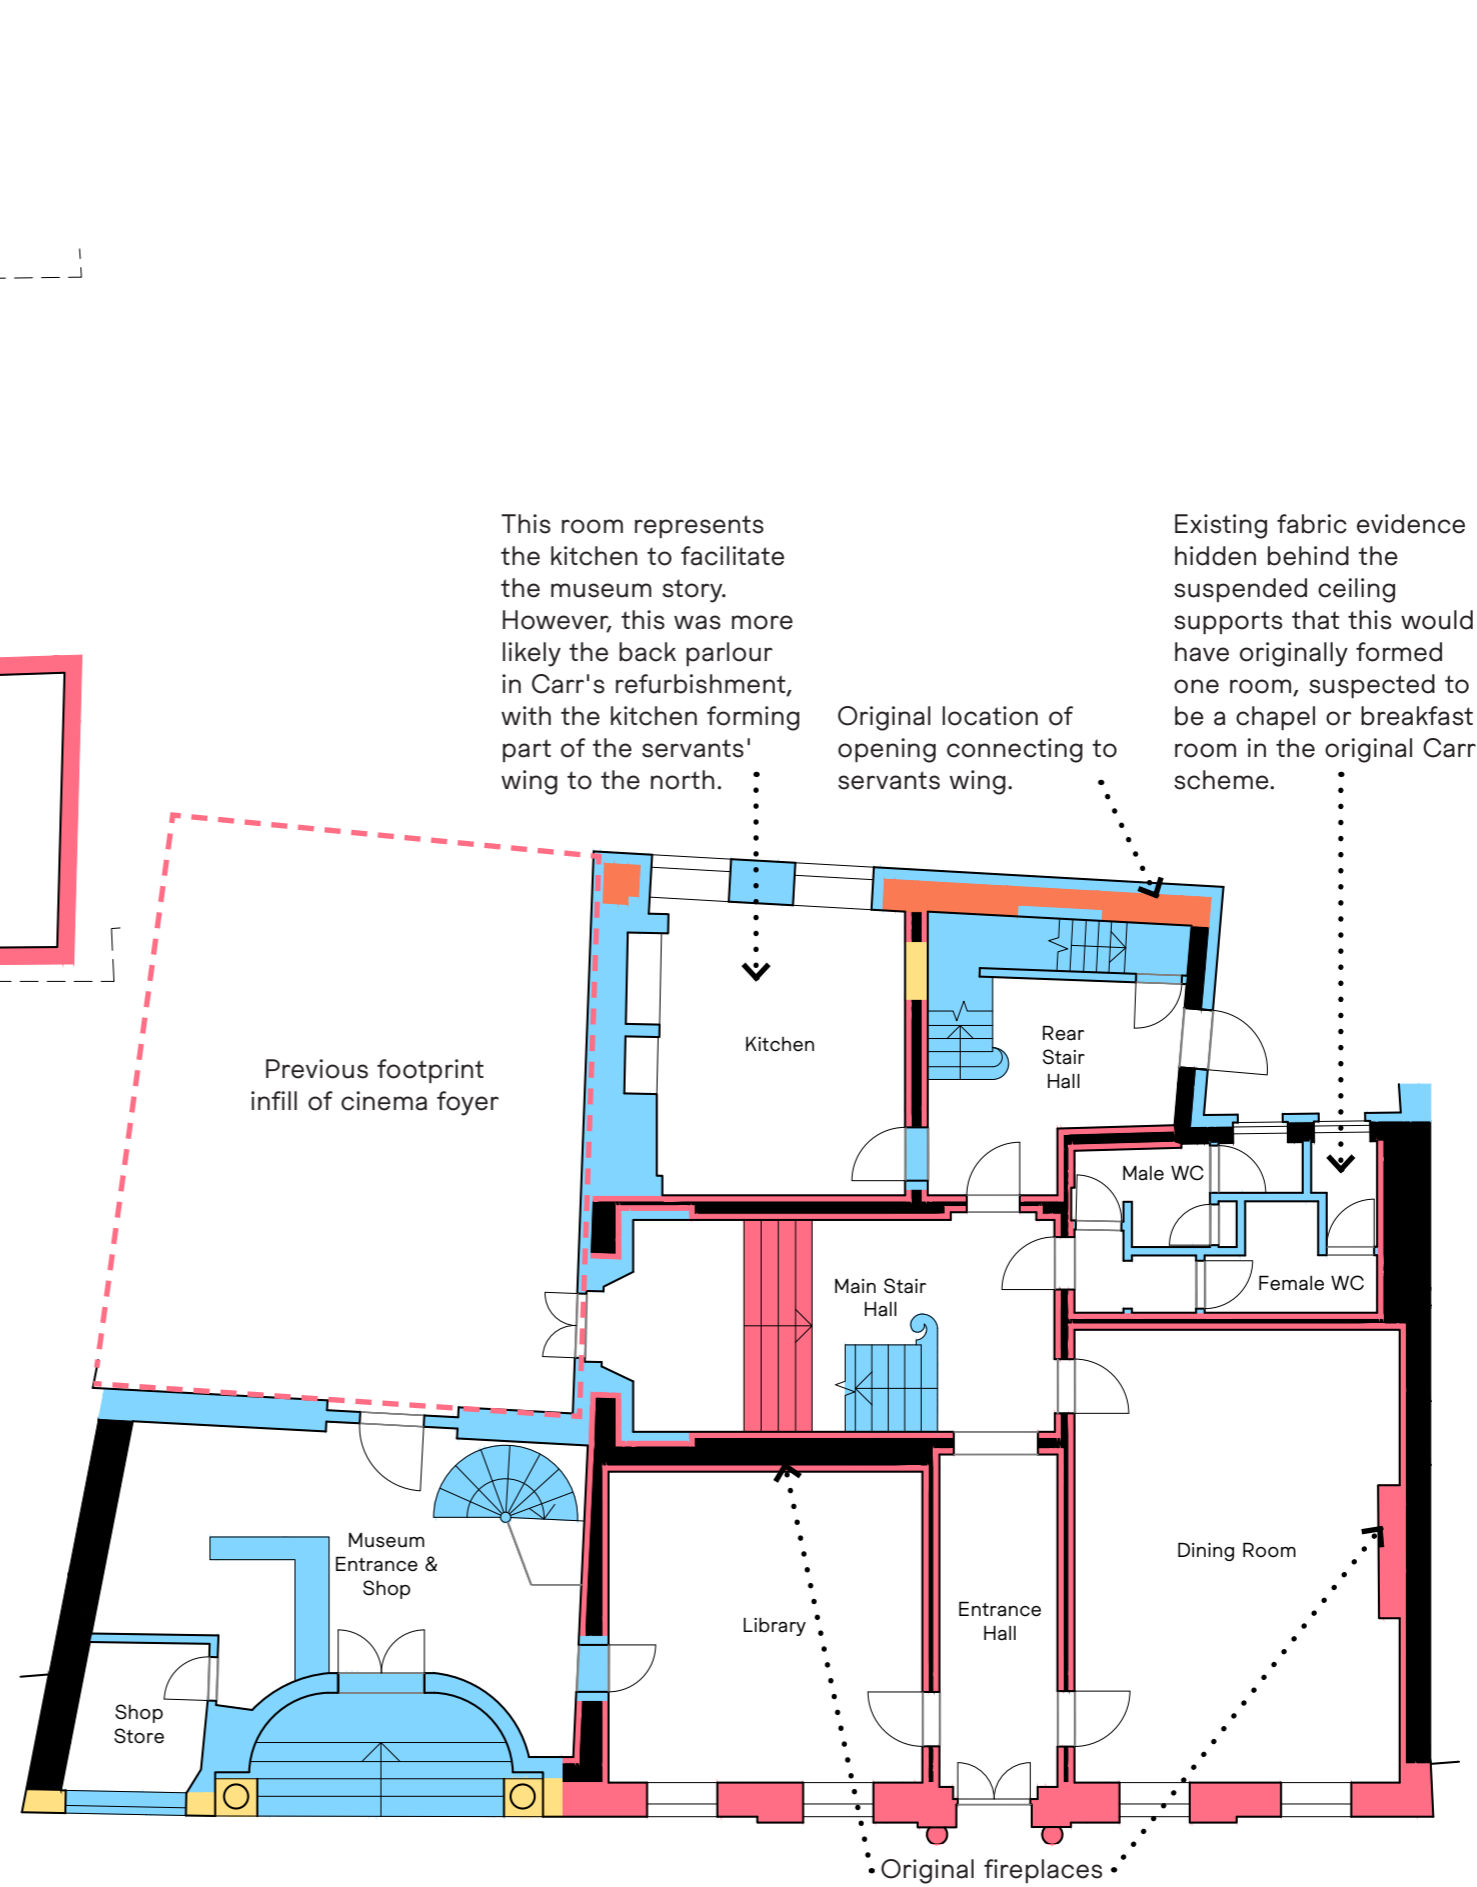 This room represents
the kitchen to facilitate
the museum story.
However, this was more
likely the back parlour
in Carr's refurbishment,
with the kitchen forming
part of the servants'
wing to the north.
Original location of
opening connecting to
servants wing.
Existing fabric evidence
hidden behind the
suspended ceiling
supports that this would
have originally formed
one room, suspected to
be a chapel or breakfast
room in the original Carr
scheme.
Previous footprint
infill of cinema foyer
Kitchen
Rear
Stair
Hall
Male WC
Female WC
Main Stair
Hall
Museum
Entrance &
Shop
Shop
Store
Library
Entrance
Hall
Dining Room
Original fireplaces